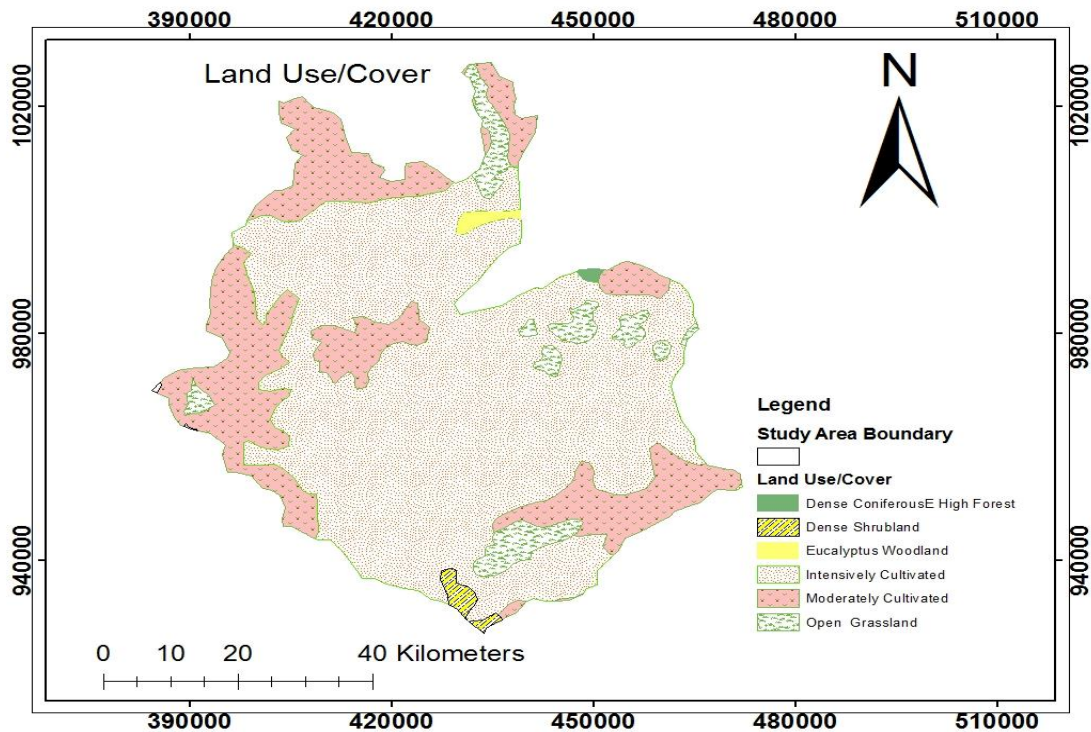 390000 420000 450000 480000 510000
Land Use/Cover
N
1020000 1020000
980000 980000
Legend
Study Area Boundary
Land Use/Cover
Dense ConiferousE High Forest
Dense Shrubland
Eucalyptus Woodland
Intensively Cultivated
Moderately Cultivated
Open Grassland
940000 940000
0 10 20 40 Kilometers
390000 420000 450000 480000 510000